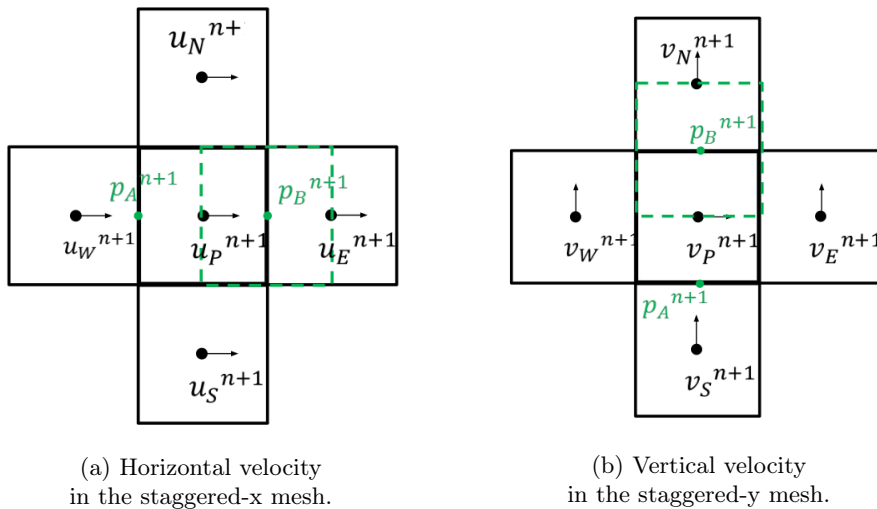 u_N^{n+}
p_A^{n+1} p_B^{n+1}
u_W^{n+1} u_P^{n+1} u_E^{n+1}
u_S^{n+1}
(a) Horizontal velocity
in the staggered-x mesh.
v_N^{n+1}
p_B^{n+1}
v_W^{n+1} v_P^{n+1} v_E^{n+1}
p_A^{n+1}
v_S^{n+1}
(b) Vertical velocity
in the staggered-y mesh.